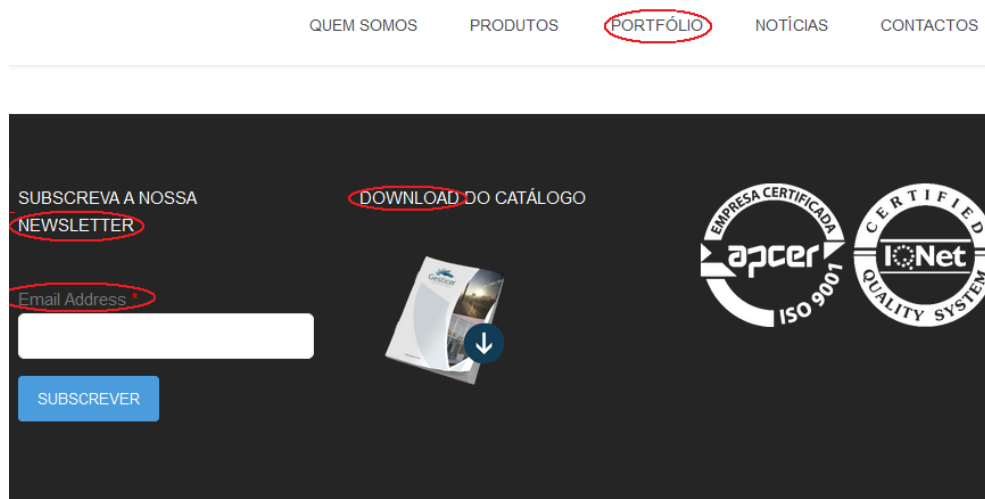 QUEM SOMOS PRODUTOS PORTFÓLIO NOTÍCIAS CONTACTOS
SUBSCREVA A NOSSA
NEWSLETTER
Email Address *
SUBSCREVER
DOWNLOAD DO CATÁLOGO
Gesticer
EMPRESA CERTIFICADA
apcer
ISO 9001
CERTIFIED
IQNet
QUALITY SYSTEM